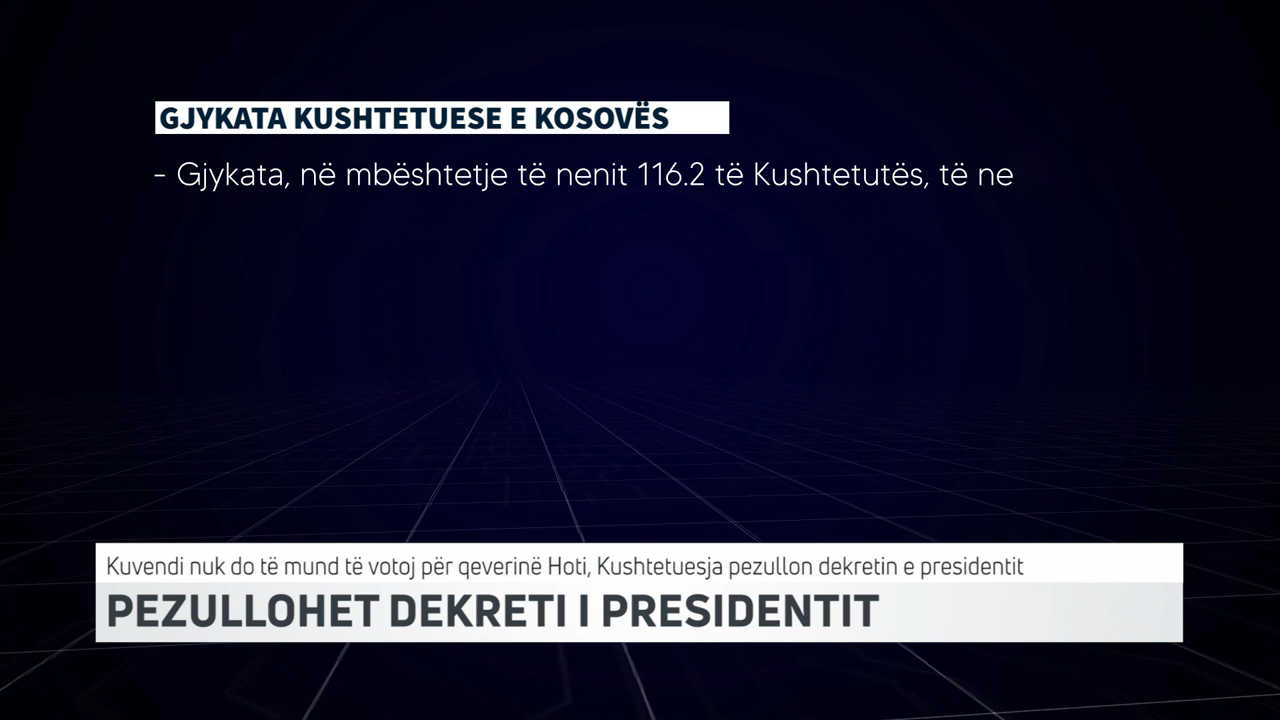 GJYKATA KUSHTETUESE E KOSOVËS
- Gjykata, në mbështetje të nenit 116.2 të Kushtetutës, të ne
Kuvendi nuk do të mund të votoj për qeverinë Hoti, Kushtetuesja pezullon dekretin e presidentit
PEZULLOHET DEKRETI I PRESIDENTIT